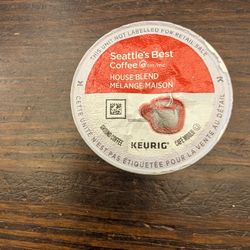 THIS UNIT NOT LABELLED FOR RETAIL SALE
Seattle's Best
Coffee
HOUSE BLEND
MÉLANGE MAISON
GROUND COFFEE
KEURIG
CAFÉ MOULU
CETTE UNITÉ N'EST PAS ÉTIQUETÉE POUR LA VENTE AU DÉTAIL